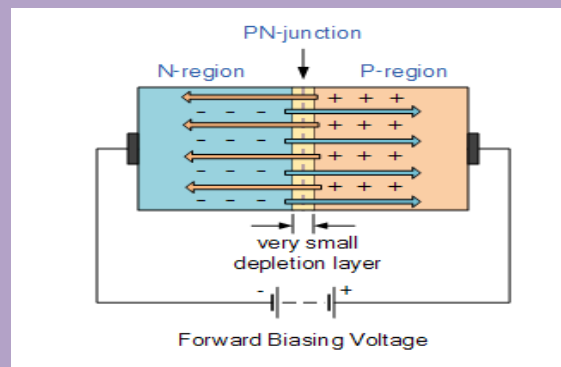 PN-junction
N-region
P-region
+ + +
- - -
+ + +
- - -
+ + +
- - -
+ + +
- - -
very small
depletion layer
- +
Forward Biasing Voltage